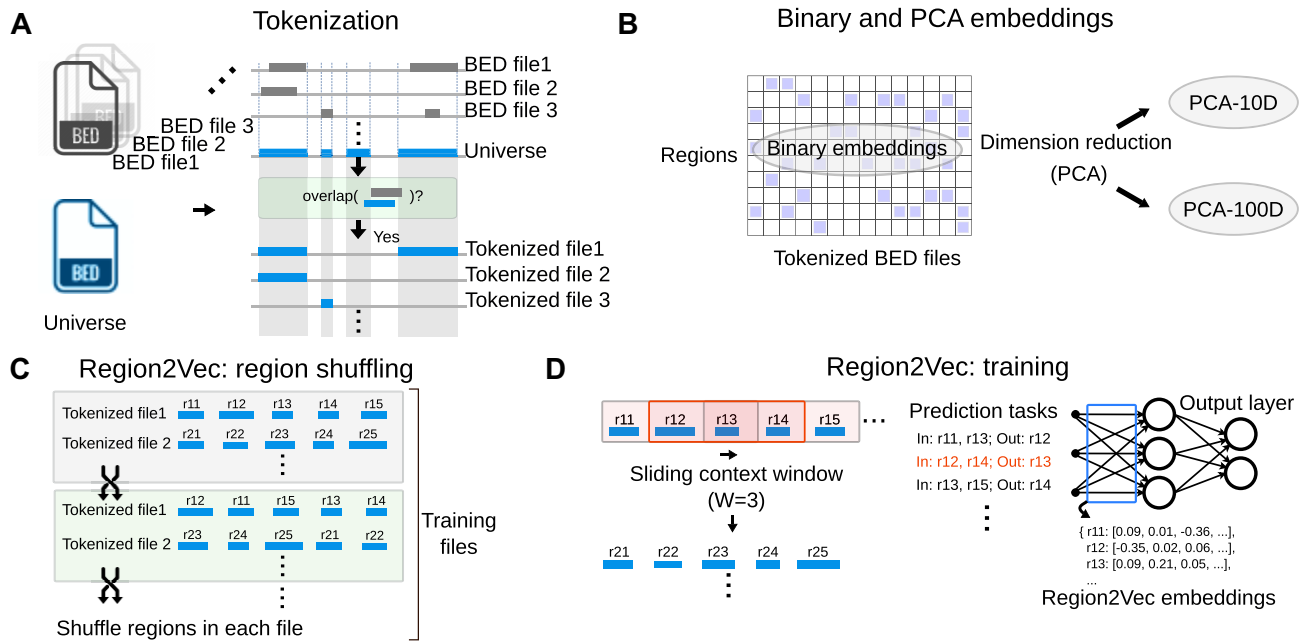 A
Tokenization
BED
BED
BED file 3
BED file 2
BED file1
BED file1
BED file 2
BED file 3
Universe
overlap( )?
Yes
Tokenized file1
Tokenized file 2
Tokenized file 3
BED
Universe
B
Binary and PCA embeddings
Regions
Binary embeddings
Tokenized BED files
Dimension reduction
(PCA)
PCA-10D
PCA-100D
C
Region2Vec: region shuffling
Tokenized file1 r11 r12 r13 r14 r15
Tokenized file 2 r21 r22 r23 r24 r25
Tokenized file1 r12 r11 r15 r13 r14
Tokenized file 2 r23 r24 r25 r21 r22
Shuffle regions in each file
Training
files
D
Region2Vec: training
r11 r12 r13 r14 r15
Sliding context window
(W=3)
r21 r22 r23 r24 r25
Prediction tasks
In: r11, r13; Out: r12
In: r12, r14; Out: r13
In: r13, r15; Out: r14
Output layer
{ r11: [0.09, 0.01, -0.36, ...],
r12: [-0.35, 0.02, 0.06, ...],
r13: [0.09, 0.21, 0.05, ...],
...
Region2Vec embeddings